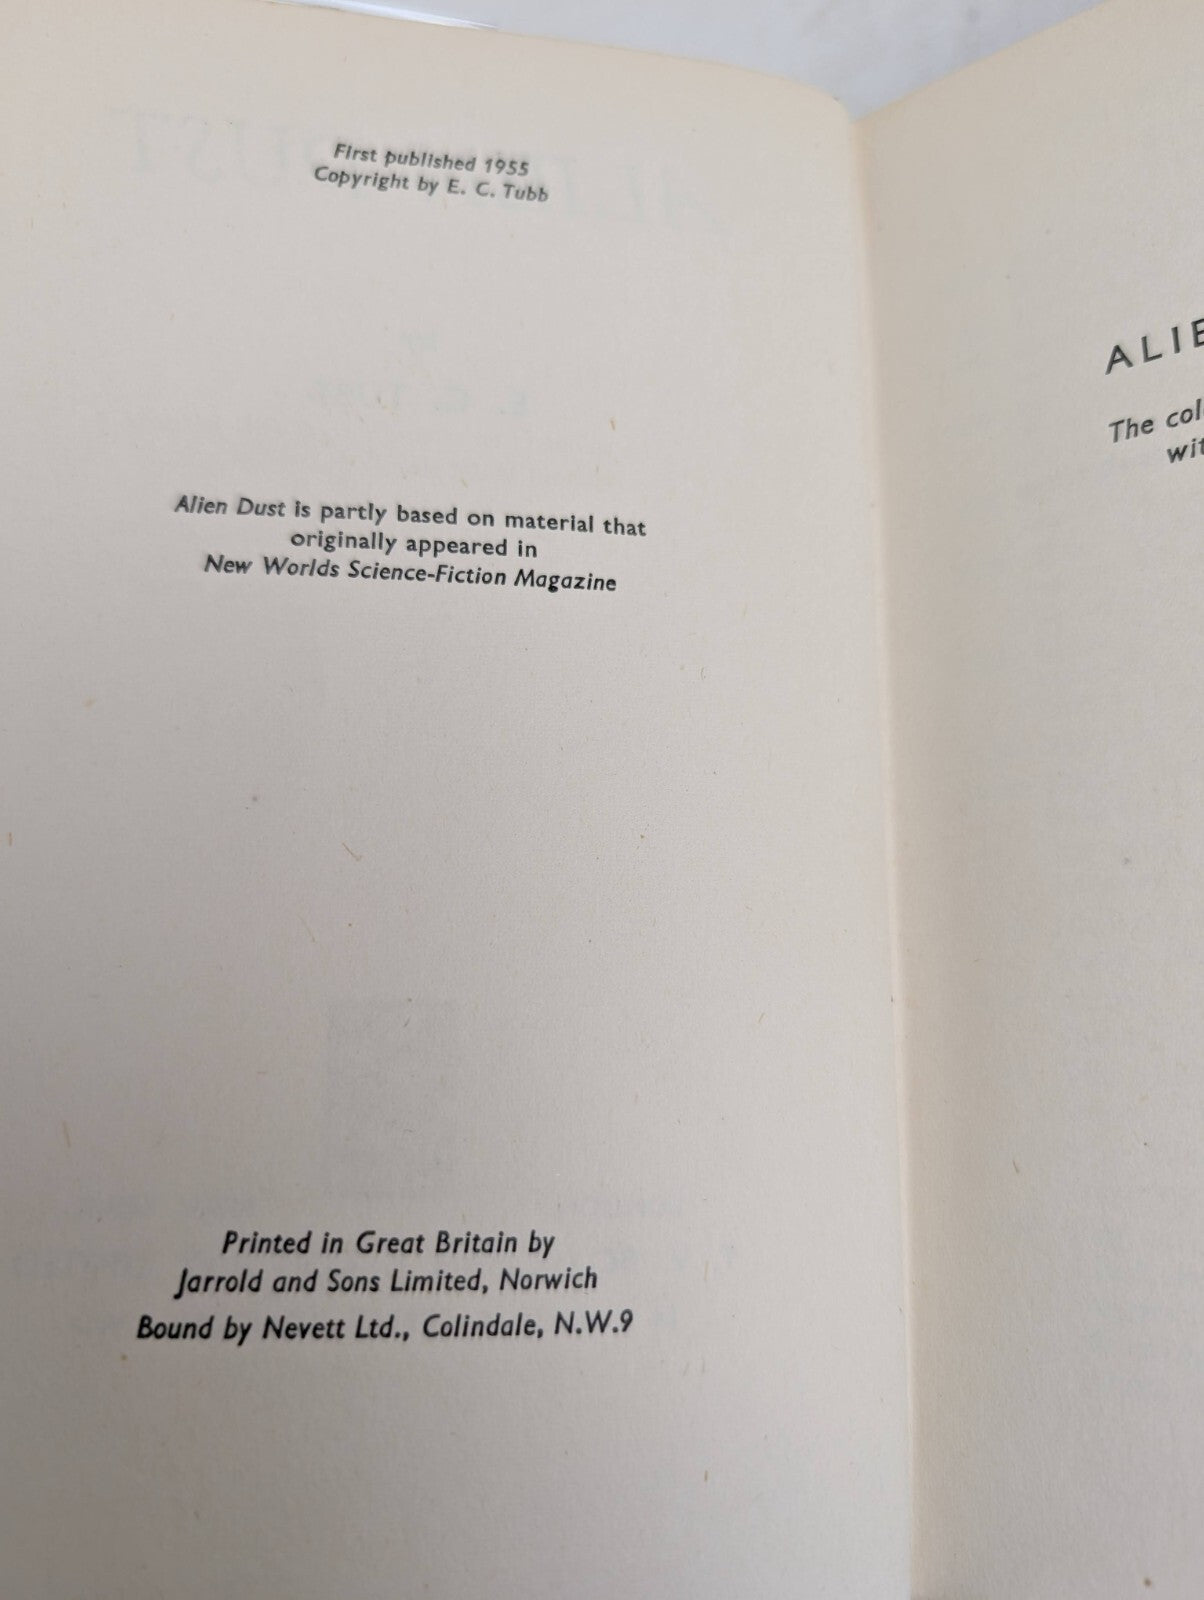 First published 1955
Copyright by E. C. Tubb
Alien Dust is partly based on material that
originally appeared in
New Worlds Science-Fiction Magazine
Printed in Great Britain by
Jarrold and Sons Limited, Norwich
Bound by Nevett Ltd., Colindale, N.W.9
ALIE
The col
wit